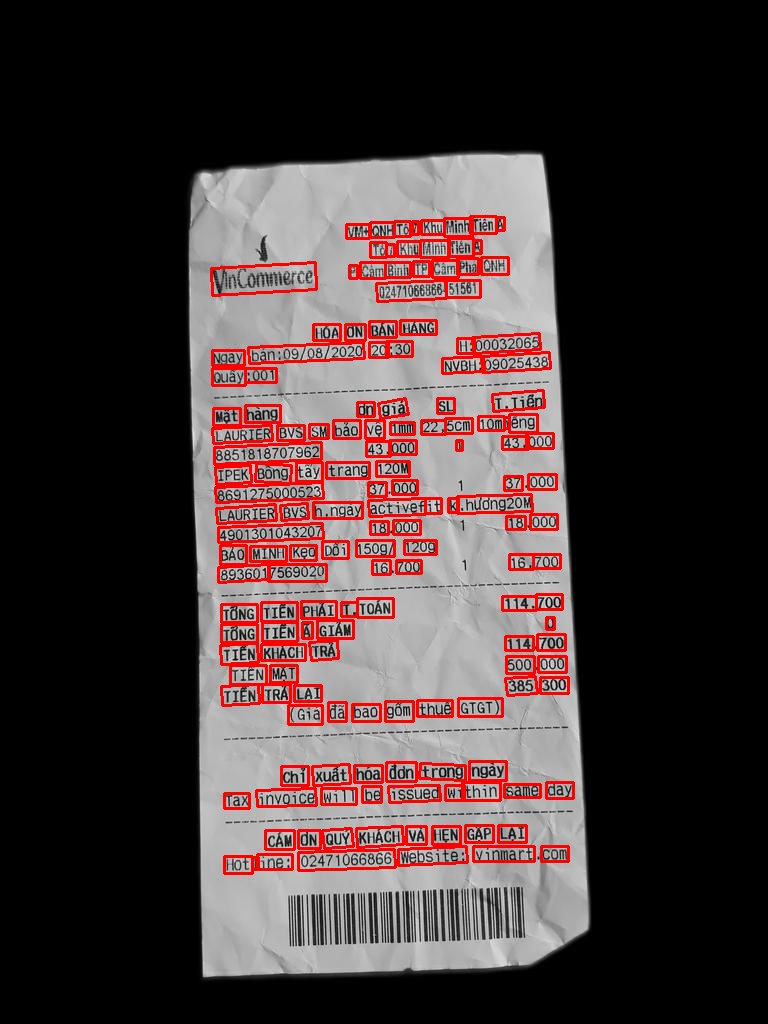 VM+ QNH Tổ 7 Khu Minh Tiến A
Tổ 7 Khu Minh Tiến A
P Cẩm Bình TP Cẩm Phả QNH
VinCommerce
02471066866-51561
HÓA ĐƠN BÁN HÀNG
Ngày bán:09/08/2020 20:30 HĐ:00032065
Quầy:001 NVBH:09025438
Mặt hàng Đơn giá SL T.Tiền
LAURIER BVS SM bảo vệ 1mm 22,5cm 10miếng
8851818707962 43.000 1 43.000
IPEK Bông tẩy trang 120M
8691275000523 37.000 1 37.000
LAURIER BVS h.ngày activefit k.hương20M
4901301043207 18.000 1 18.000
BẢO MINH Kẹo Dồi 150g/ 120g
8936017569020 16.700 1 16.700
TỔNG TIỀN PHẢI T.TOÁN 114.700
TỔNG TIỀN ĐÃ GIẢM 0
TIỀN KHÁCH TRẢ 114.700
TIỀN MẶT 500.000
TIỀN TRẢ LẠI 385.300
(Giá đã bao gồm thuế GTGT)
Chỉ xuất hóa đơn trong ngày
Tax invoice will be issued within same day
CẢM ƠN QUÝ KHÁCH VÀ HẸN GẶP LẠI
Hotline: 02471066866 Website: vinmart.com